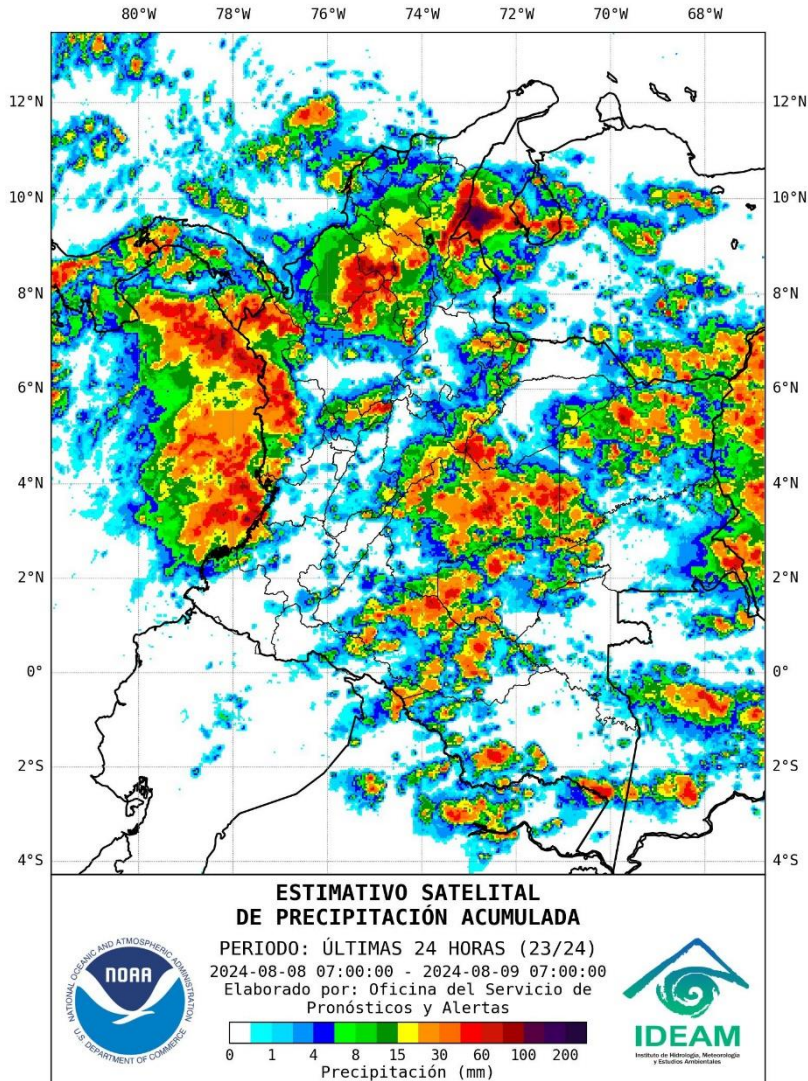 80°W 78°W 76°W 74°W 72°W 70°W 68°W
12°N 12°N
10°N 10°N
8°N 8°N
6°N 6°N
4°N 4°N
2°N 2°N
0° 0°
2°S 2°S
4°S 4°S
ESTIMATIVO SATELITAL
DE PRECIPITACIÓN ACUMULADA
PERIODO: ÚLTIMAS 24 HORAS (23/24)
2024-08-08 07:00:00 - 2024-08-09 07:00:00
Elaborado por: Oficina del Servicio de
Pronósticos y Alertas
0 1 4 8 15 30 60 100 200
Precipitación (mm)
NATIONAL OCEANIC AND ATMOSPHERIC ADMINISTRATION
NOAA
U.S. DEPARTMENT OF COMMERCE
IDEAM
Instituto de Hidrología, Meteorología
y Estudios Ambientales